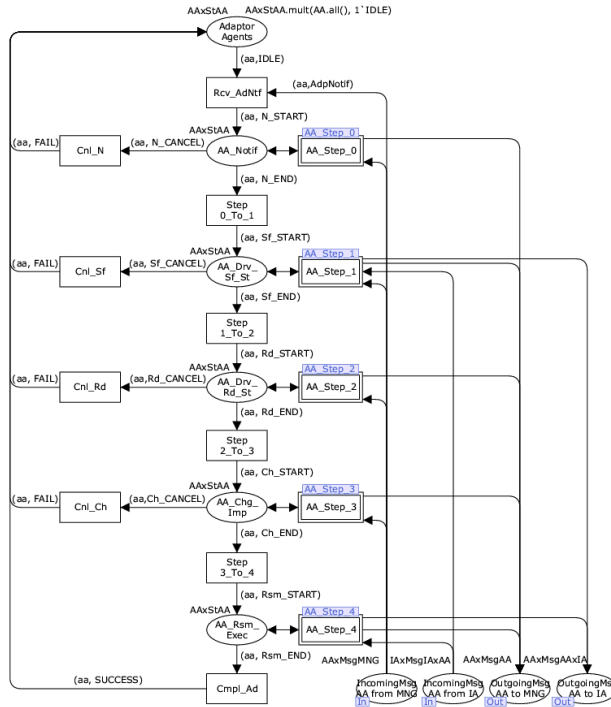 AAxStAA AAxStAA.mult(AA.all(), 1`IDLE)
Adaptor
Agents
(aa,IDLE)
(aa,AdpNotif)
Rcv_AdNtf
(aa, N_START)
AAxStAA
AA_Step_0
(aa, FAIL)
Cnl_N
(aa, N_CANCEL)
AA_Notif
AA_Step_0
(aa, N_END)
Step
0_To_1
(aa, Sf_START)
AAxStAA
AA_Step_1
(aa, FAIL)
Cnl_Sf
(aa, Sf_CANCEL)
AA_Drv_
Sf_St
AA_Step_1
(aa, Sf_END)
Step
1_To_2
(aa, Rd_START)
AAxStAA
AA_Step_2
(aa, FAIL)
Cnl_Rd
(aa,Rd_CANCEL)
AA_Drv_
Rd_St
AA_Step_2
(aa, Rd_END)
Step
2_To_3
(aa, Ch_START)
AAxStAA
AA_Step_3
(aa, FAIL)
Cnl_Ch
(aa,Ch_CANCEL)
AA_Chg_
Imp
AA_Step_3
(aa, Ch_END)
Step
3_To_4
(aa, Rsm_START)
AAxStAA
AA_Step_4
AA_Rsm_
Exec
AA_Step_4
(aa, Rsm_END)
AAxMsgMNG IAxMsgIAxAA AAxMsgAA AAxMsgAAxIA
(aa, SUCCESS)
Cmpl_Ad
IncomingMsg
AA from MNG
In
IncomingMsg
AA from IA
In
OutgoingMsg
AA to MNG
Out
OutgoingMsg
AA to IA
Out